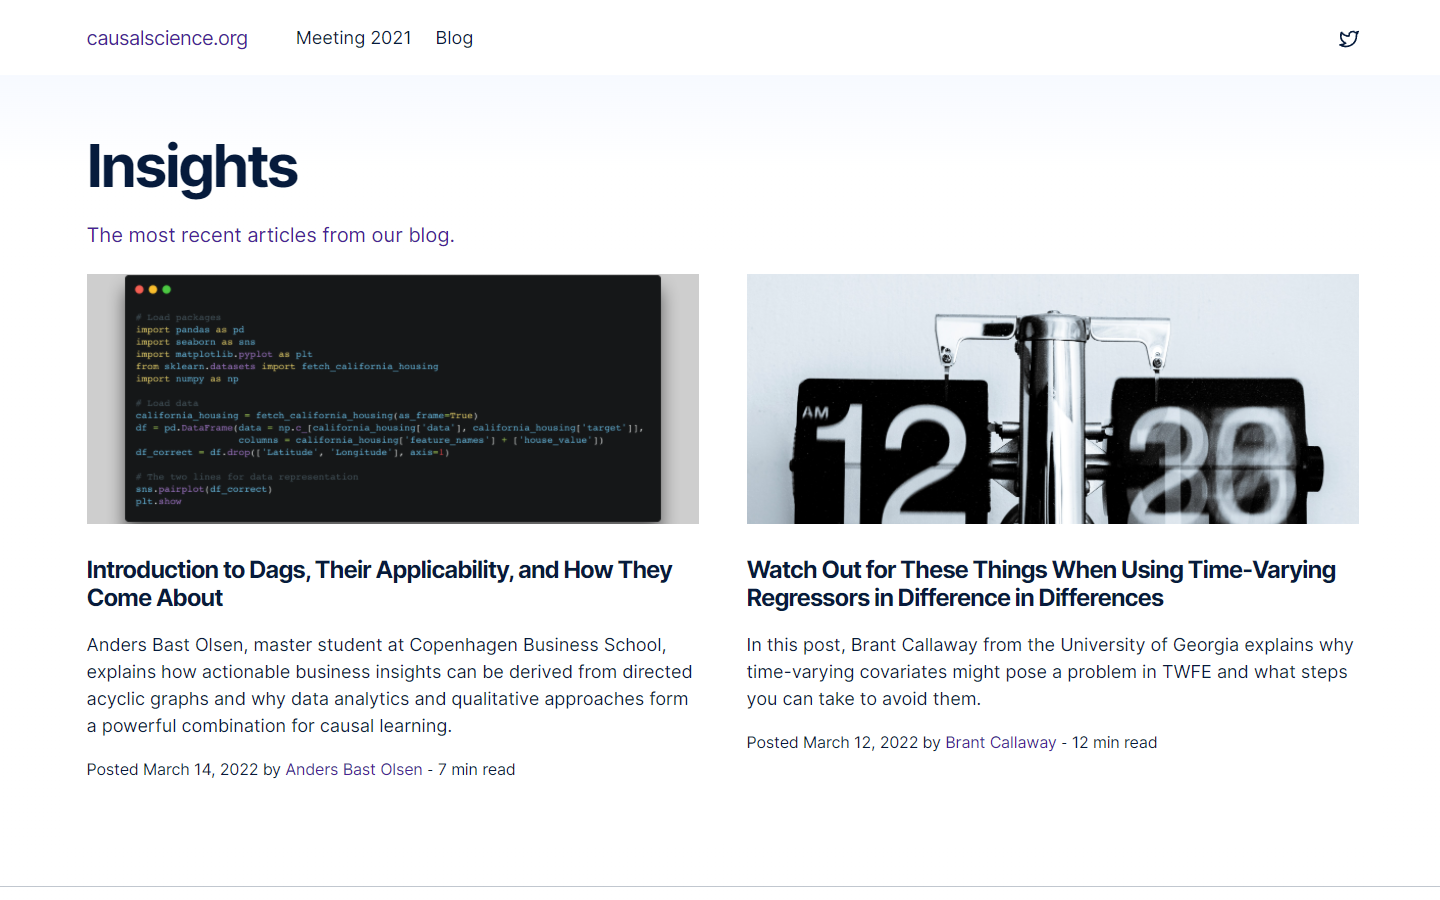 causalscience.org Meeting 2021 Blog
Insights
The most recent articles from our blog.
# Load packages
import pandas as pd
import seaborn as sns
import matplotlib.pyplot as plt
from sklearn.datasets import fetch_california_housing
import numpy as np
# Load data
california_housing = fetch_california_housing(as_frame=True)
df = pd.DataFrame(data = np.c_[california_housing['data'], california_housing['target']],
columns = california_housing['feature_names'] + ['house_value'])
df_correct = df.drop(['Latitude', 'Longitude'], axis=1)
# The two lines for data representation
sns.pairplot(df_correct)
plt.show
AM
12
Introduction to Dags, Their Applicability, and How They
Come About
Anders Bast Olsen, master student at Copenhagen Business School,
explains how actionable business insights can be derived from directed
acyclic graphs and why data analytics and qualitative approaches form
a powerful combination for causal learning.
Posted March 14, 2022 by Anders Bast Olsen - 7 min read
Watch Out for These Things When Using Time-Varying
Regressors in Difference in Differences
In this post, Brant Callaway from the University of Georgia explains why
time-varying covariates might pose a problem in TWFE and what steps
you can take to avoid them.
Posted March 12, 2022 by Brant Callaway - 12 min read